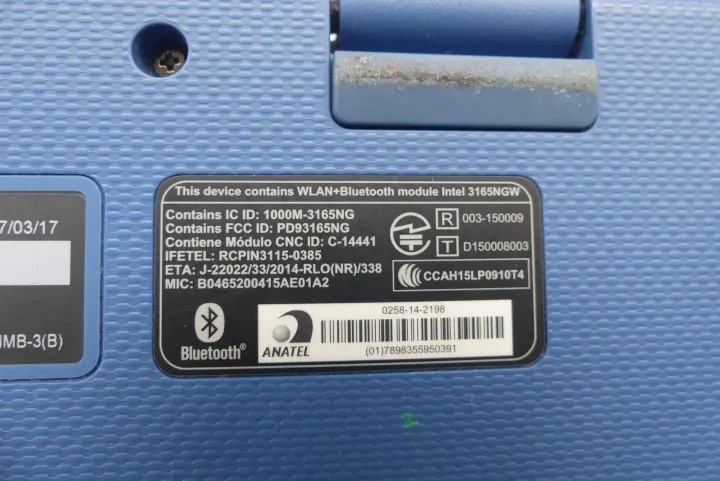 7/03/17
MB-3(B)
This device contains WLAN+Bluetooth module Intel 3165NGW
Contains IC ID: 1000M-3165NG
Contains FCC ID: PD93165NG
Contiene Módulo CNC ID: C-14441
IFETEL: RCPIN3115-0385
ETA: J-22022/33/2014-RLO(NR)/338
MIC: B0465200415AE01A2
R 003-150009
T D150008003
CCAH15LP0910T4
Bluetooth®
ANATEL
0258-14-2198
(01)7898355950391